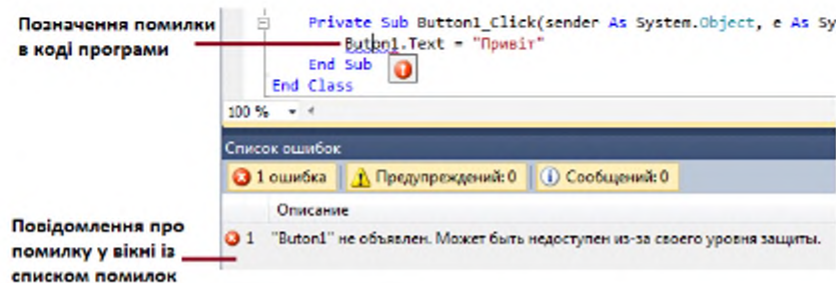 Позначення помилки
в коді програми
Private Sub Button1_Click(sender As System.Object, e As Sy
Buton1.Text = "Привіт"
End Sub
End Class
100 %
Список ошибок
1 ошибка
Предупреждений: 0
Сообщений: 0
Описание
Повідомлення про
помилку у вікні із
списком помилок
1 "Buton1" не объявлен. Может быть недоступен из-за своего уровня защиты.